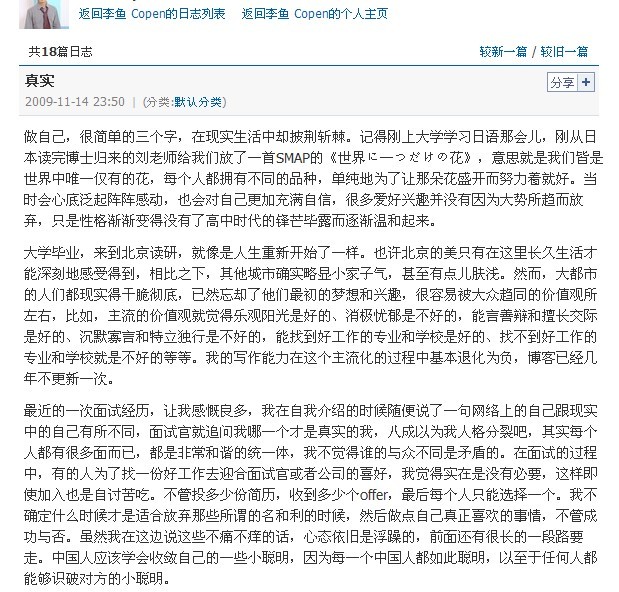 返回李鱼 Copen的日志列表 返回李鱼 Copen的个人主页
共18篇日志 较新一篇 / 较旧一篇
真实 分享 +
2009-11-14 23:50 | (分类:默认分类)
做自己，很简单的三个字，在现实生活中却披荆斩棘。记得刚上大学学习日语那会儿，刚从日
本读完博士归来的刘老师给我们放了一首SMAP的《世界に一つだけの花》，意思就是我们皆是
世界中唯一仅有的花，每个人都拥有不同的品种，单纯地为了让那朵花盛开而努力着就好。当
时会心底泛起阵阵感动，也会对自己更加充满自信，很多爱好兴趣并没有因为大势所趋而放
弃，只是性格渐渐变得没有了高中时代的锋芒毕露而逐渐温和起来。
大学毕业，来到北京读研，就像是人生重新开始了一样。也许北京的美只有在这里长久生活才
能深刻地感受得到，相比之下，其他城市确实略显小家子气，甚至有点儿肤浅。然而，大都市
的人们都现实得干脆彻底，已然忘却了他们最初的梦想和兴趣，很容易被大众趋同的价值观所
左右，比如，主流的价值观就觉得乐观阳光是好的、消极忧郁是不好的，能言善辩和擅长交际
是好的、沉默寡言和特立独行是不好的，能找到好工作的专业和学校是好的、找不到好工作的
专业和学校就是不好的等等。我的写作能力在这个主流化的过程中基本退化为负，博客已经几
年不更新一次。
最近的一次面试经历，让我感慨良多，我在自我介绍的时候随便说了一句网络上的自己跟现实
中的自己有所不同，面试官就追问我哪一个才是真实的我，八成以为我人格分裂吧，其实每个
人都有很多面而已，都是非常和谐的统一体，我不觉得谁的与众不同是矛盾的。在面试的过程
中，有的人为了找一份好工作去迎合面试官或者公司的喜好，我觉得实在是没有必要，这样即
使加入也是自讨苦吃。不管投多少份简历，收到多少个offer，最后每个人只能选择一个。我不
确定什么时候才是适合放弃那些所谓的名和利的时候，然后做点自己真正喜欢的事情，不管成
功与否。虽然我在这边说这些不痛不痒的话，心态依旧是浮躁的，前面还有很长的一段路要
走。中国人应该学会收敛自己的一些小聪明，因为每一个中国人都如此聪明，以至于任何人都
能够识破对方的小聪明。